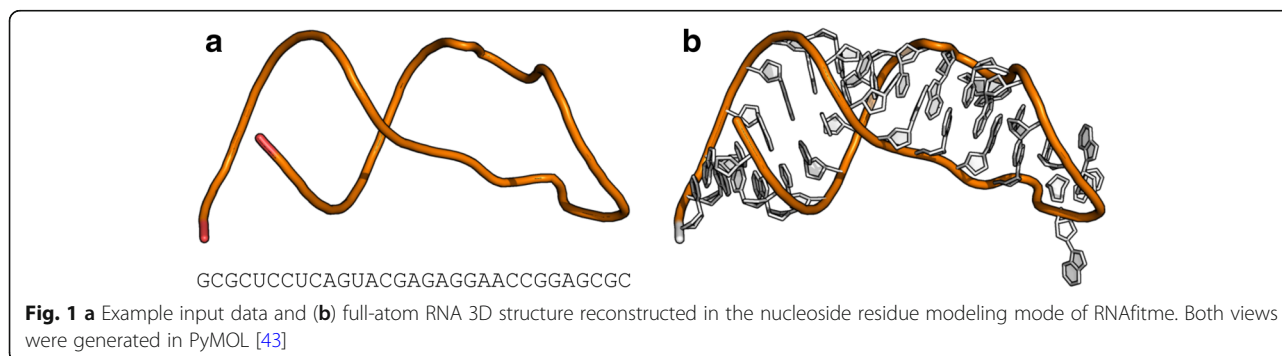 a
b
GCGCUCCUCAGUACGAGAGGAACCGGAGCGC
Fig. 1 a Example input data and (b) full-atom RNA 3D structure reconstructed in the nucleoside residue modeling mode of RNAfitme. Both views
were generated in PyMOL [43]